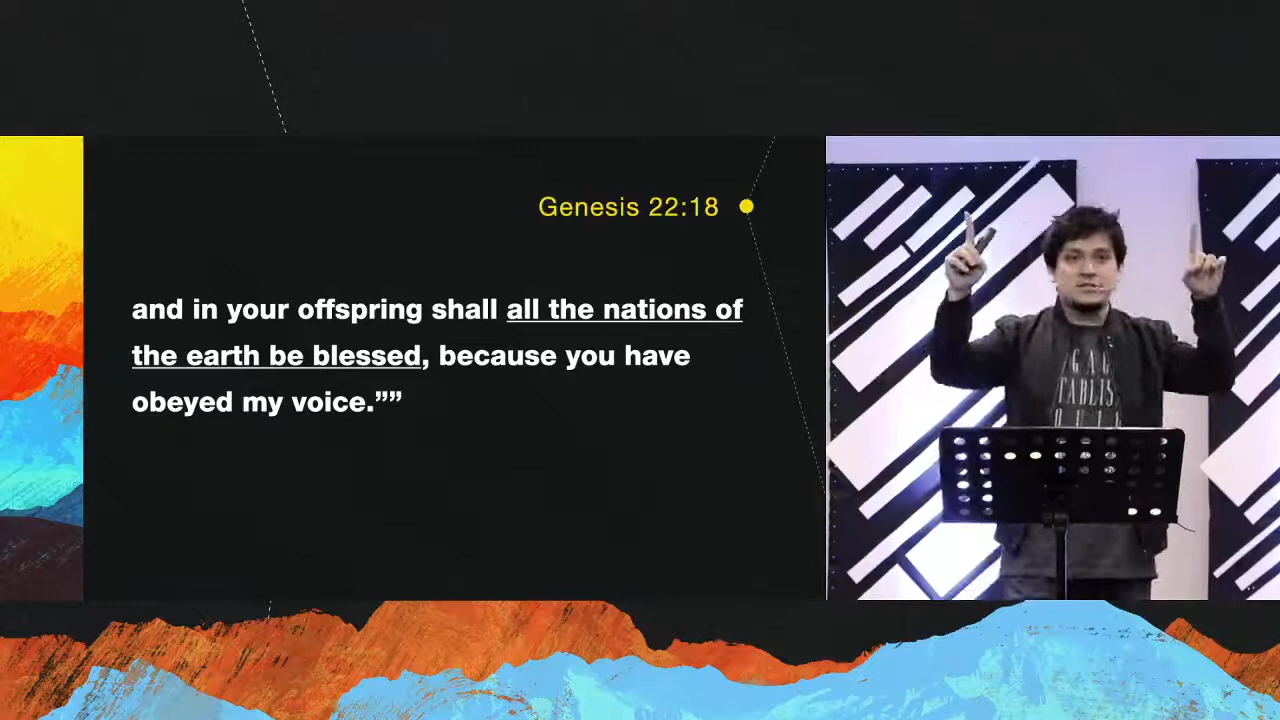 Genesis 22:18
and in your offspring shall all the nations of
the earth be blessed, because you have
obeyed my voice.””